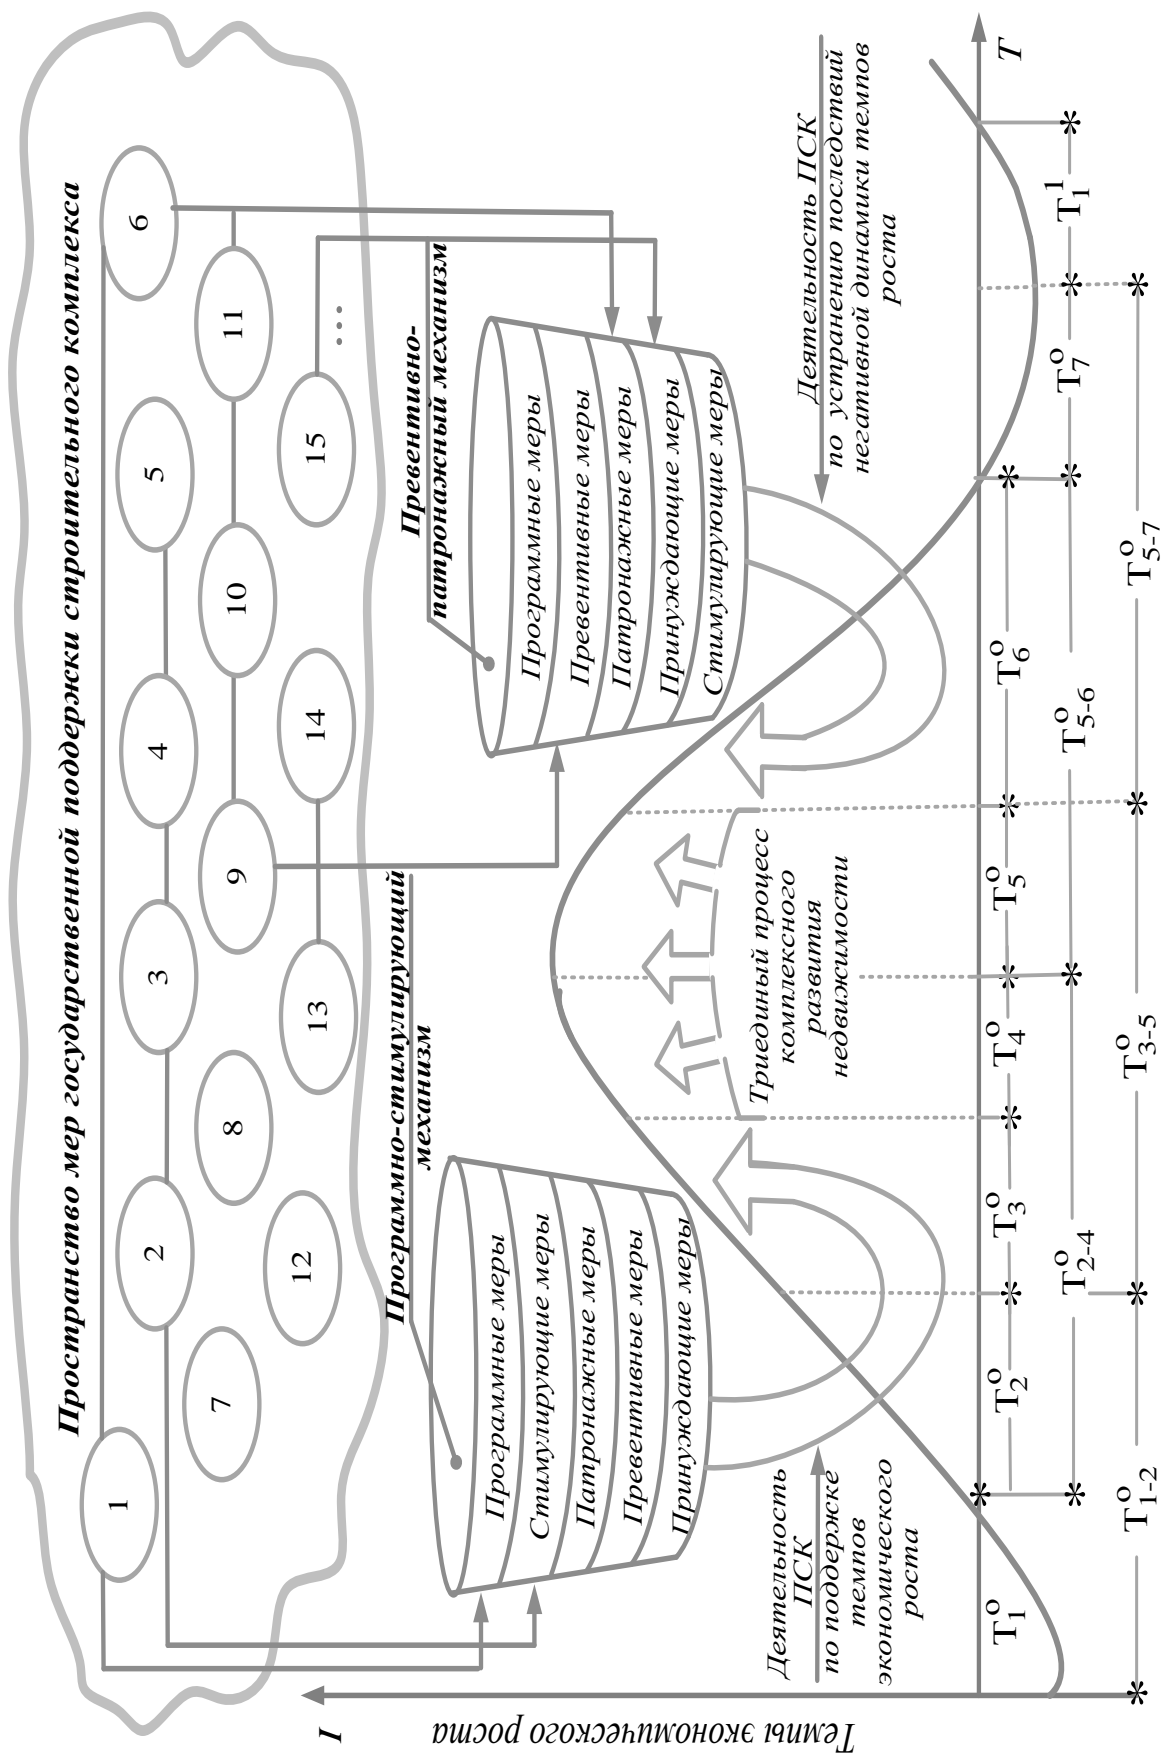 Пространство мер государственной поддержки строительного комплекса
1
2
3
4
5
6
7
8
9
10
11
12
13
14
15
...
Программно-стимулирующий
механизм
Превентивно-
патронажный механизм
Программные меры
Стимулирующие меры
Патронажные меры
Превентивные меры
Принуждающие меры
Программные меры
Превентивные меры
Патронажные меры
Принуждающие меры
Стимулирующие меры
I
Темпы экономического роста
Деятельность
ПСК
по поддержке
темпов
экономического
роста
Триединый процесс
комплексного
развития
недвижимости
Деятельность ПСК
по устранению последствий
негативной динамики темпов
роста
T
T₁ᴼ
T₂ᴼ
T₃ᴼ
T₄ᴼ
T₅ᴼ
T₆ᴼ
T₇ᴼ
T₁¹
T₂₋₄ᴼ
T₅₋₆ᴼ
T₁₋₂ᴼ
T₃₋₅ᴼ
T₅₋₇ᴼ